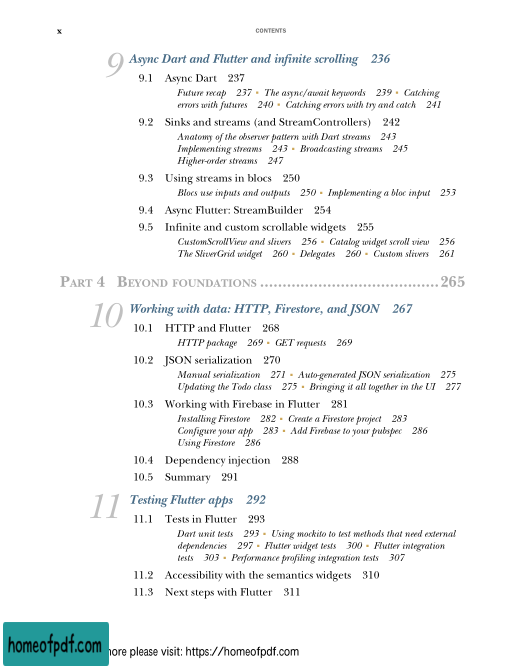 x
CONTENTS
9 Async Dart and Flutter and infinite scrolling 236
9.1 Async Dart 237
Future recap 237 ▪ The async/await keywords 239 ▪ Catching
errors with futures 240 ▪ Catching errors with try and catch 241
9.2 Sinks and streams (and StreamControllers) 242
Anatomy of the observer pattern with Dart streams 243
Implementing streams 243 ▪ Broadcasting streams 245
Higher-order streams 247
9.3 Using streams in blocs 250
Blocs use inputs and outputs 250 ▪ Implementing a bloc input 253
9.4 Async Flutter: StreamBuilder 254
9.5 Infinite and custom scrollable widgets 255
CustomScrollView and slivers 256 ▪ Catalog widget scroll view 256
The SliverGrid widget 260 ▪ Delegates 260 ▪ Custom slivers 261
PART 4 BEYOND FOUNDATIONS ........................................265
10 Working with data: HTTP, Firestore, and JSON 267
10.1 HTTP and Flutter 268
HTTP package 269 ▪ GET requests 269
10.2 JSON serialization 270
Manual serialization 271 ▪ Auto-generated JSON serialization 275
Updating the Todo class 275 ▪ Bringing it all together in the UI 277
10.3 Working with Firebase in Flutter 281
Installing Firestore 282 ▪ Create a Firestore project 283
Configure your app 283 ▪ Add Firebase to your pubspec 286
Using Firestore 286
10.4 Dependency injection 288
10.5 Summary 291
11 Testing Flutter apps 292
11.1 Tests in Flutter 293
Dart unit tests 293 ▪ Using mockito to test methods that need external
dependencies 297 ▪ Flutter widget tests 300 ▪ Flutter integration
tests 303 ▪ Performance profiling integration tests 307
11.2 Accessibility with the semantics widgets 310
11.3 Next steps with Flutter 311
homeofpdf.com
more please visit: https://homeofpdf.com